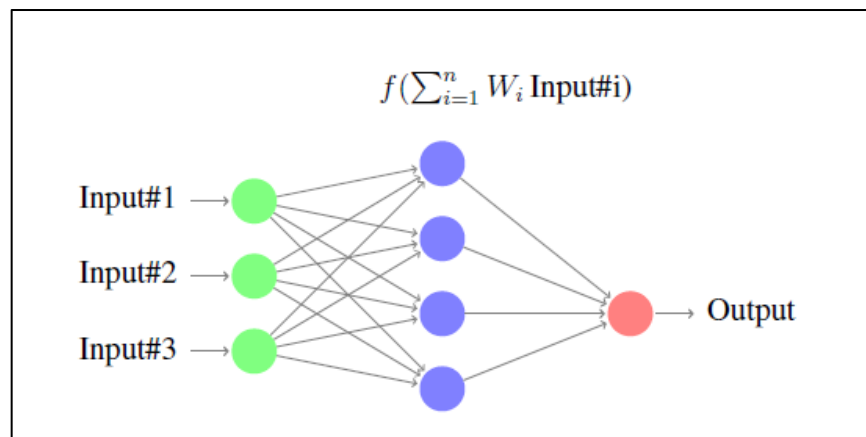 f(∑ⁿᵢ₌₁ Wᵢ Input#i)
Input#1
Input#2
Input#3
Output